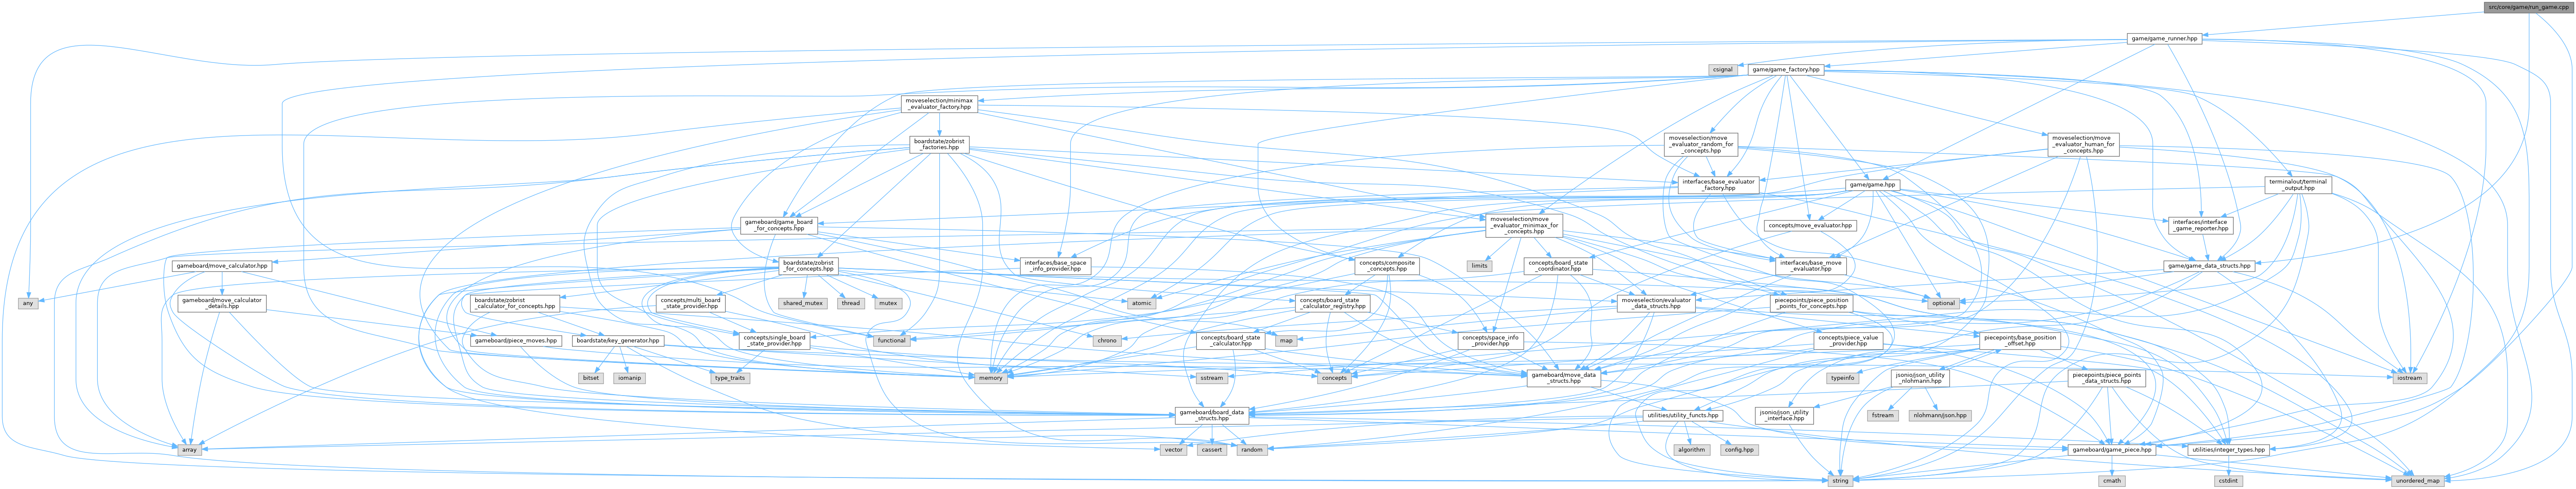 src/core/game/run_game.cpp
game/game_runner.hpp
csignal
game/game_factory.hpp
moveselection/minimax
_evaluator_factory.hpp
boardstate/zobrist
_factories.hpp
moveselection/move
_evaluator_random_for
_concepts.hpp
moveselection/move
_evaluator_human_for
_concepts.hpp
interfaces/base_evaluator
_factory.hpp
game/game.hpp
terminalout/terminal
_output.hpp
gameboard/game_board
_for_concepts.hpp
moveselection/move
_evaluator_minimax_for
_concepts.hpp
concepts/move_evaluator.hpp
interfaces/interface
_game_reporter.hpp
gameboard/move_calculator.hpp
boardstate/zobrist
_for_concepts.hpp
interfaces/base_space
_info_provider.hpp
concepts/composite
_concepts.hpp
limits
concepts/board_state
_coordinator.hpp
interfaces/base_move
_evaluator.hpp
game/game_data_structs.hpp
any
gameboard/move_calculator
_details.hpp
boardstate/zobrist
_calculator_for_concepts.hpp
concepts/multi_board
_state_provider.hpp
shared_mutex
thread
mutex
atomic
concepts/board_state
_calculator_registry.hpp
moveselection/evaluator
_data_structs.hpp
piecepoints/piece_position
_points_for_concepts.hpp
optional
gameboard/piece_moves.hpp
boardstate/key_generator.hpp
concepts/single_board
_state_provider.hpp
functional
chrono
concepts/board_state
_calculator.hpp
map
concepts/space_info
_provider.hpp
concepts/piece_value
_provider.hpp
piecepoints/base_position
_offset.hpp
bitset
iomanip
type_traits
memory
sstream
concepts
gameboard/move_data
_structs.hpp
typeinfo
jsonio/json_utility
_nlohmann.hpp
piecepoints/piece_points
_data_structs.hpp
iostream
gameboard/board_data
_structs.hpp
utilities/utility_functs.hpp
jsonio/json_utility
_interface.hpp
fstream
nlohmann/json.hpp
array
vector
cassert
random
algorithm
config.hpp
gameboard/game_piece.hpp
utilities/integer_types.hpp
string
cmath
cstdint
unordered_map